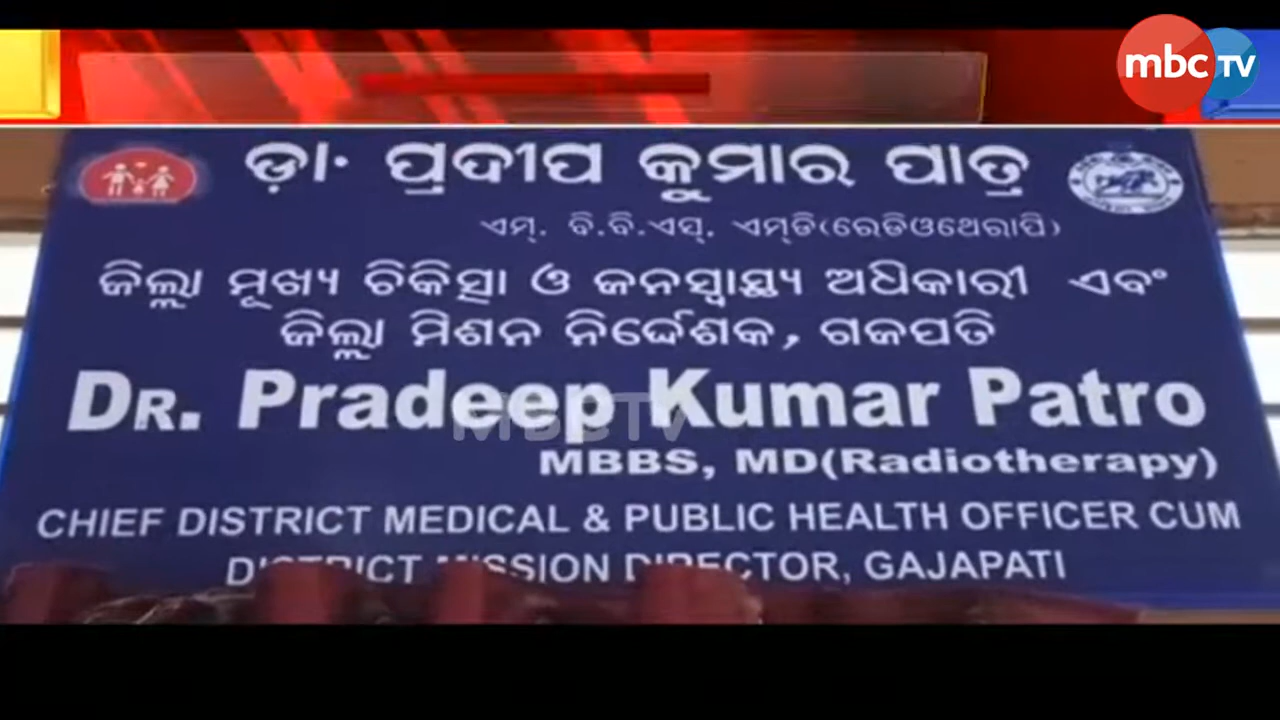 mbc TV
ଡ଼ାଃ ପ୍ରଦୀପ କୁମାର ପାତ୍ର
ଏମ୍. ବି.ବି.ଏସ୍. ଏମ୍‌ଡି(ରେଡିଓଥେରାପି)
ଜିଲ୍ଲା ମୂଖ୍ୟ ଚିକିତ୍ସା ଓ ଜନସ୍ୱାସ୍ଥ୍ୟ ଅଧିକାରୀ ଏବଂ
ଜିଲ୍ଲା ମିଶନ ନିର୍ଦ୍ଦେଶକ, ଗଜପତି
DR. Pradeep Kumar Patro
MBCTV
MBBS, MD(Radiotherapy)
CHIEF DISTRICT MEDICAL & PUBLIC HEALTH OFFICER CUM
DISTRICT MISSION DIRECTOR, GAJAPATI